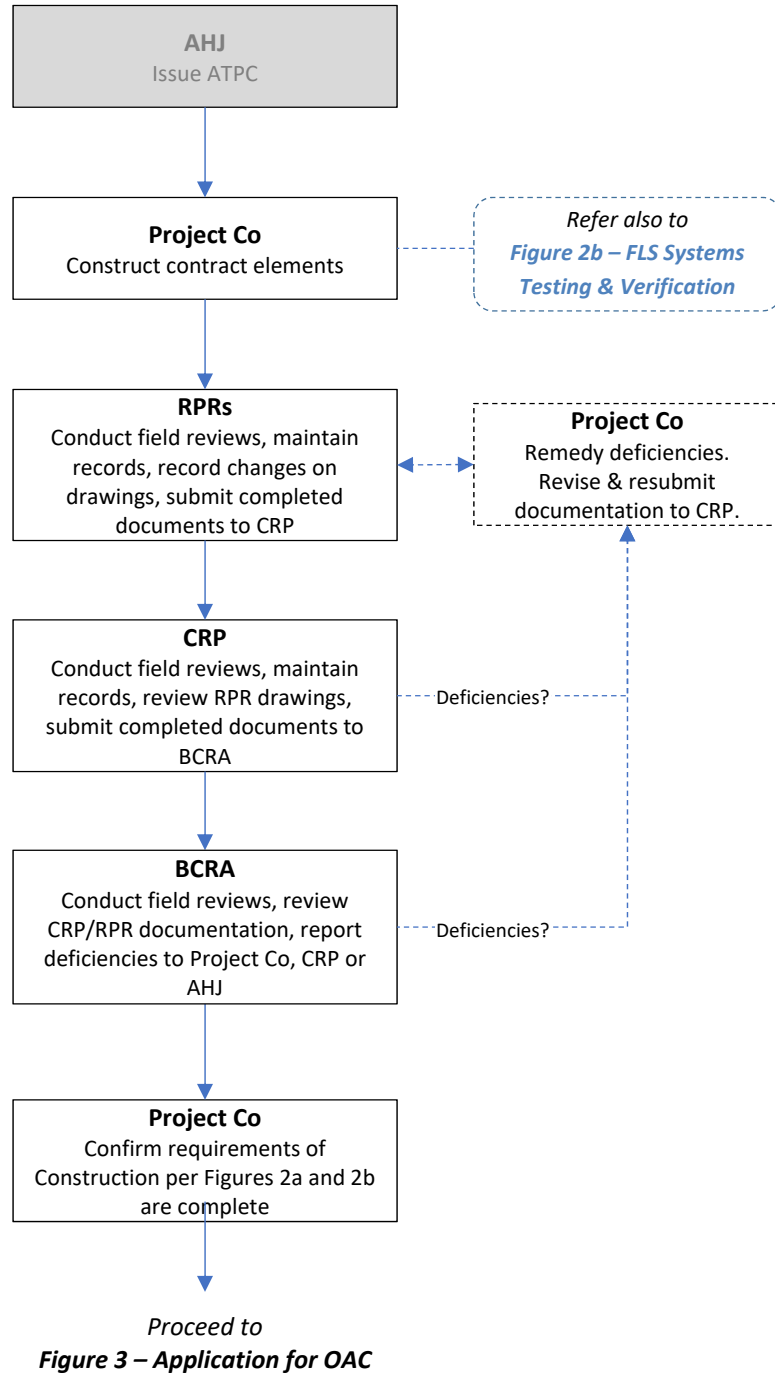 AHJ
Issue ATPC
Project Co
Construct contract elements
Refer also to
Figure 2b – FLS Systems
Testing & Verification
RPRs
Conduct field reviews, maintain
records, record changes on
drawings, submit completed
documents to CRP
Project Co
Remedy deficiencies.
Revise & resubmit
documentation to CRP.
CRP
Conduct field reviews, maintain
records, review RPR drawings,
submit completed documents to
BCRA
Deficiencies?
BCRA
Conduct field reviews, review
CRP/RPR documentation, report
deficiencies to Project Co, CRP or
AHJ
Deficiencies?
Project Co
Confirm requirements of
Construction per Figures 2a and 2b
are complete
Proceed to
Figure 3 – Application for OAC